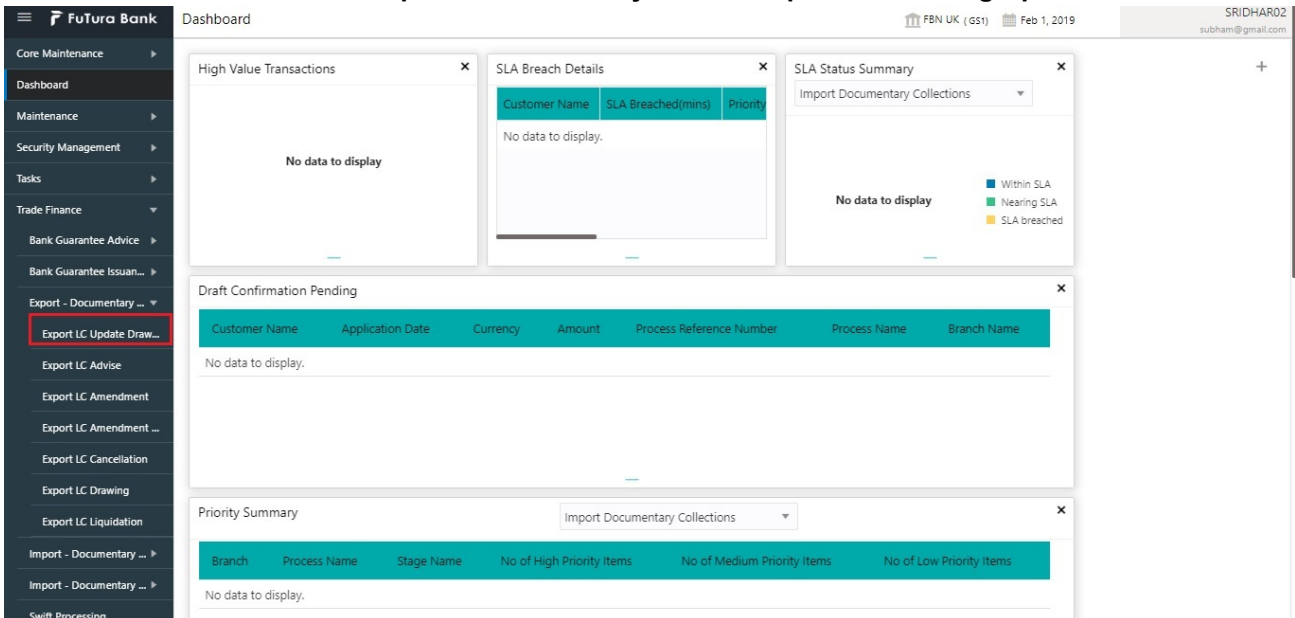 FuTura Bank
Dashboard
FBN UK (GS1)
Feb 1, 2019
SRIDHAR02
subham@gmail.com
Core Maintenance
Dashboard
Maintenance
Security Management
Tasks
Trade Finance
Bank Guarantee Advice
Bank Guarantee Issuan...
Export - Documentary ...
Export LC Update Draw...
Export LC Advise
Export LC Amendment
Export LC Amendment ...
Export LC Cancellation
Export LC Drawing
Export LC Liquidation
Import - Documentary ...
Import - Documentary ...
Swift Processing
High Value Transactions
No data to display
SLA Breach Details
Customer Name SLA Breached(mins) Priority
No data to display.
SLA Status Summary
Import Documentary Collections
No data to display
Within SLA
Nearing SLA
SLA breached
Draft Confirmation Pending
Customer Name Application Date Currency Amount Process Reference Number Process Name Branch Name
No data to display.
Priority Summary
Import Documentary Collections
Branch Process Name Stage Name No of High Priority Items No of Medium Priority Items No of Low Priority Items
No data to display.